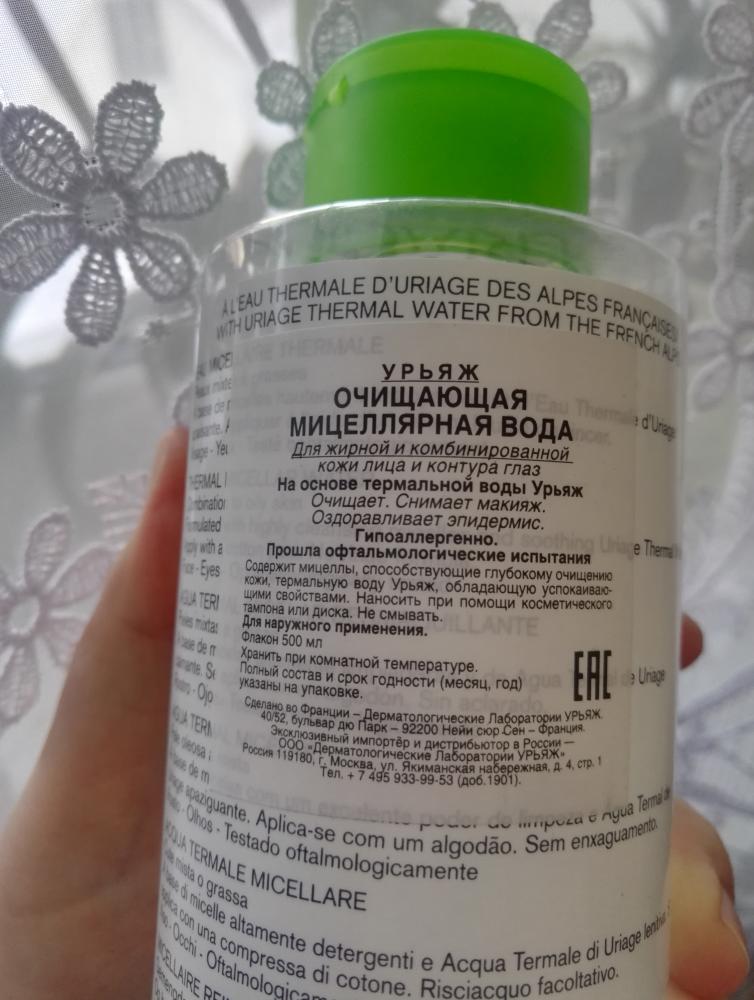 À L'EAU THERMALE D'URIAGE DES ALPES FRANÇAISES
WITH URIAGE THERMAL WATER FROM THE FRENCH
УРЬЯЖ
ОЧИЩАЮЩАЯ
МИЦЕЛЛЯРНАЯ ВОДА
Для жирной и комбинированной
кожи лица и контура глаз
На основе термальной воды Урьяж
Очищает. Снимает макияж.
Оздоравливает эпидермис.
Гипоаллергенно.
Прошла офтальмологические испытания
Содержит мицеллы, способствующие глубокому очищению
кожи, термальную воду Урьяж, обладающую успокаиваю-
щими свойствами. Наносить при помощи косметического
тампона или диска. Не смывать.
Для наружного применения.
Флакон 500 мл
Хранить при комнатной температуре.
Полный состав и срок годности (месяц, год)
указаны на упаковке.
EAC
Сделано во Франции – Дерматологические Лаборатории УРЬЯЖ.
40/52, бульвар дю Парк – 92200 Нейи сюр Сен – Франция.
Эксклюзивный импортёр и дистрибьютор в России —
ООО «Дерматологические Лаборатории УРЬЯЖ»
Россия 119180, г. Москва, ул. Якиманская набережная, д. 4, стр. 1
Тел. + 7 495 933-99-53 (доб.1901).
apaziguante. Aplica-se com um algodão. Sem enxaguamento.
Olhos - Testado oftalmologicamente
ACQUA TERMALE MICELLARE
mista o grassa
base di micelle altamente detergenti e Acqua Termale di Uriage lenitiva
con una compressa di cotone. Risciacquo facoltativo.
Occhi -